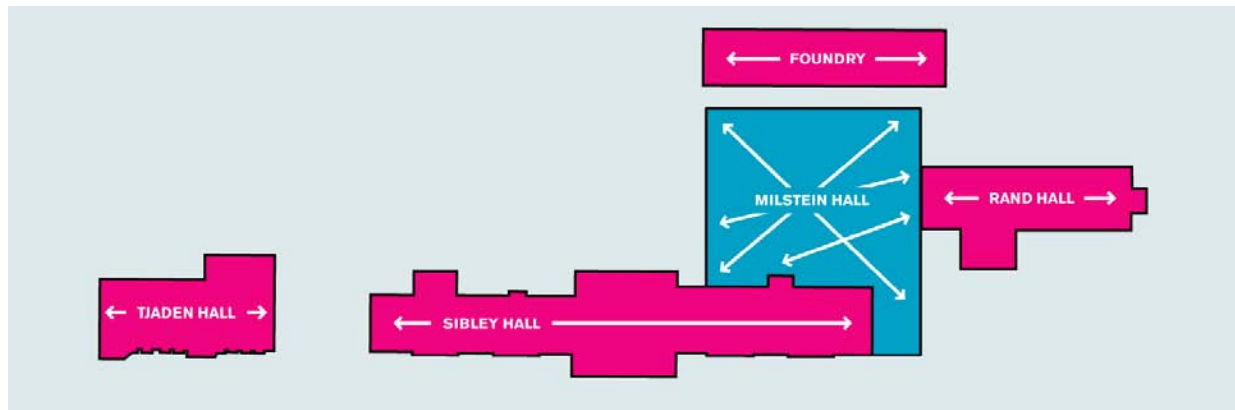 FOUNDRY
MILSTEIN HALL
RAND HALL
TJADEN HALL
SIBLEY HALL